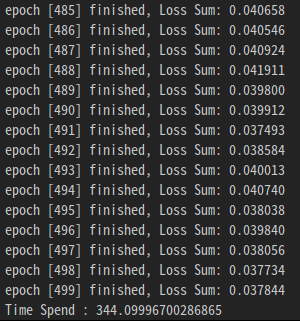 epoch [485] finished, Loss Sum: 0.040658
epoch [486] finished, Loss Sum: 0.040546
epoch [487] finished, Loss Sum: 0.040924
epoch [488] finished, Loss Sum: 0.041911
epoch [489] finished, Loss Sum: 0.039800
epoch [490] finished, Loss Sum: 0.039912
epoch [491] finished, Loss Sum: 0.037493
epoch [492] finished, Loss Sum: 0.038584
epoch [493] finished, Loss Sum: 0.040013
epoch [494] finished, Loss Sum: 0.040740
epoch [495] finished, Loss Sum: 0.038038
epoch [496] finished, Loss Sum: 0.039840
epoch [497] finished, Loss Sum: 0.038056
epoch [498] finished, Loss Sum: 0.037734
epoch [499] finished, Loss Sum: 0.037844
Time Spend : 344.09996700286865